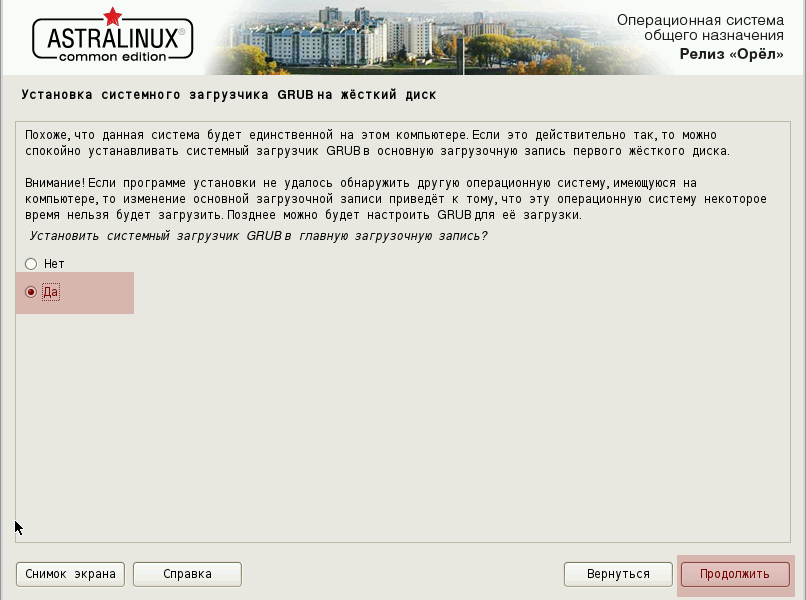 ASTRALINUX®
common edition
Операционная система
общего назначения
Релиз «Орёл»
Установка системного загрузчика GRUB на жёсткий диск
Похоже, что данная система будет единственной на этом компьютере. Если это действительно так, то можно
спокойно устанавливать системный загрузчик GRUB в основную загрузочную запись первого жёсткого диска.
Внимание! Если программе установки не удалось обнаружить другую операционную систему, имеющуюся на
компьютере, то изменение основной загрузочной записи приведёт к тому, что эту операционную систему некоторое
время нельзя будет загрузить. Позднее можно будет настроить GRUB для её загрузки.
Установить системный загрузчик GRUB в главную загрузочную запись?
Нет
Да
Снимок экрана
Справка
Вернуться
Продолжить